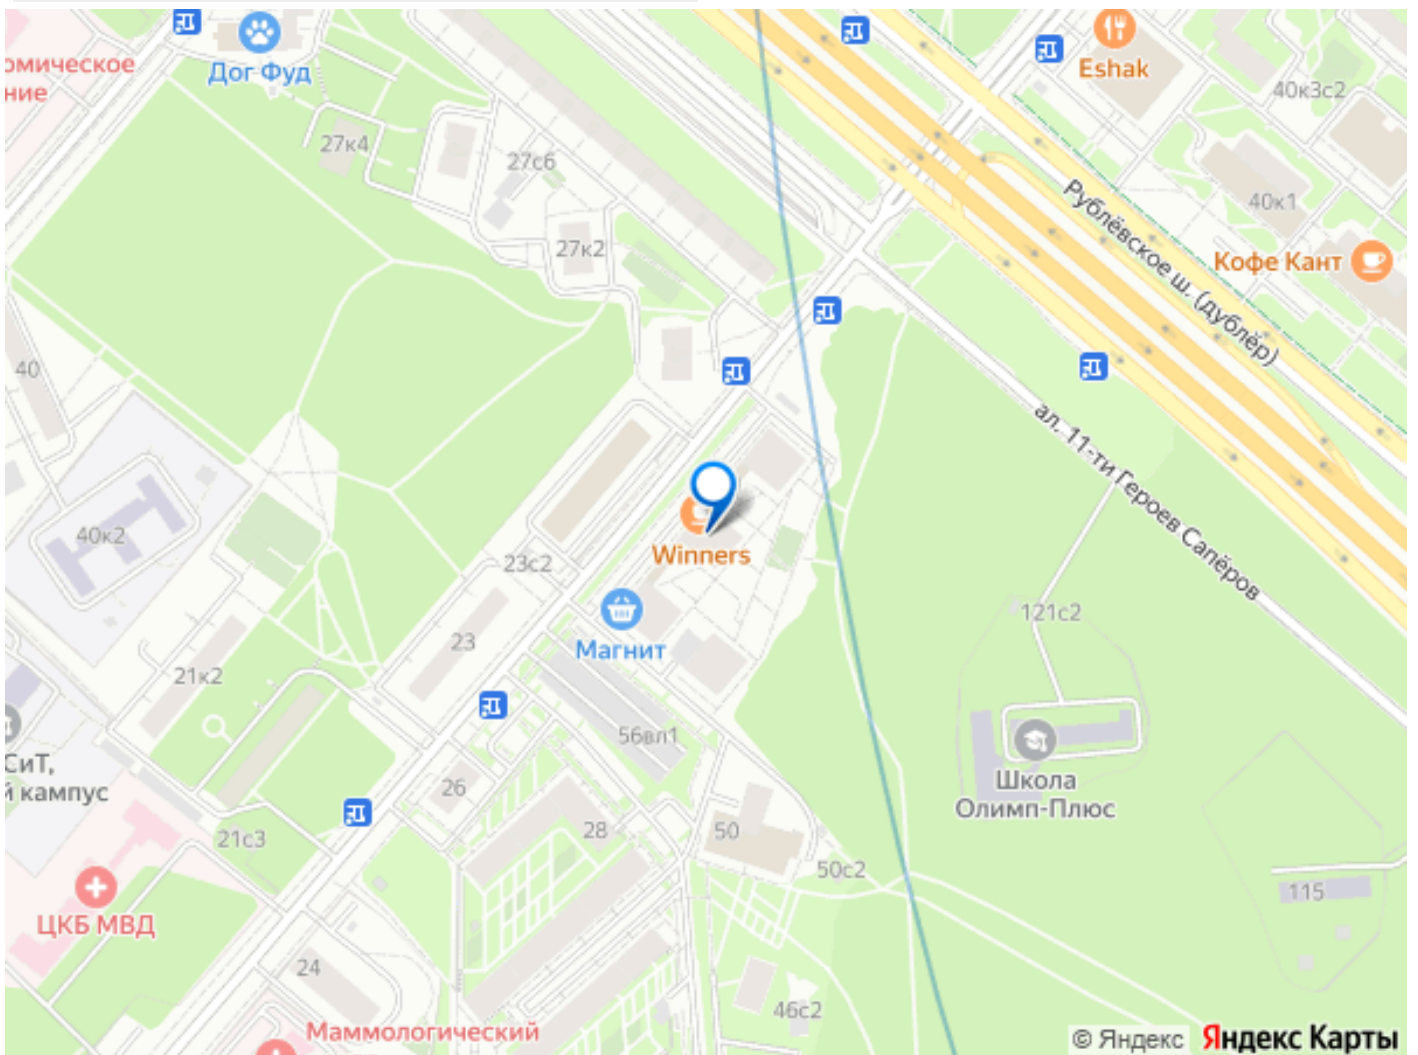 Дог Фуд
омическое
ние
Eshak
40к3с2
27к4
27с6
27к2
40к1
Рублёвское ш. (дублёр)
Кофе Кант
40
ал. 11-ти Героев Сапёров
40к2
Winners
23с2
Магнит
23
121с2
21к2
56вл1
СиТ,
й кампус
26
Школа
Олимп-Плюс
28
50
21с3
50с2
115
ЦКБ МВД
24
46с2
Маммологический
© Яндекс Яндекс Карты